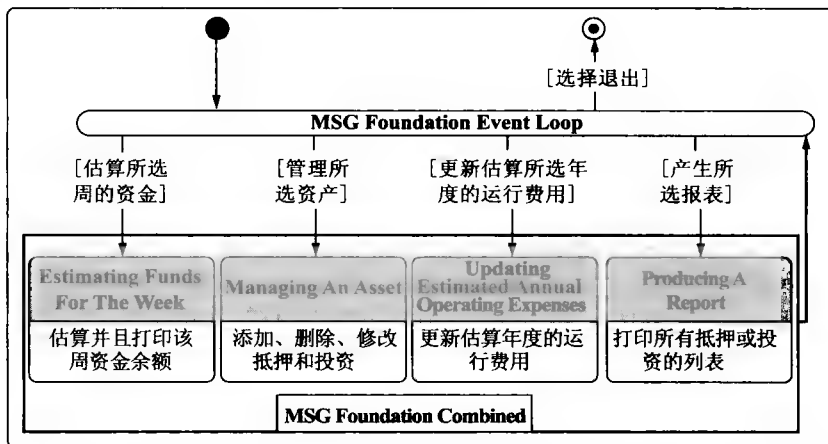 [选择退出]
MSG Foundation Event Loop
[估算所选
周的资金]
[管理所
选资产]
[更新估算所选年
度的运行费用]
[产生所
选报表]
Estimating Funds
For The Week
Managing An Asset
Updating
Estimated Annual
Operating Expenses
Producing A
Report
估算并且打印该
周资金余额
添加、删除、修改
抵押和投资
更新估算年度的运
行费用
打印所有抵押或投
资的列表
MSG Foundation Combined